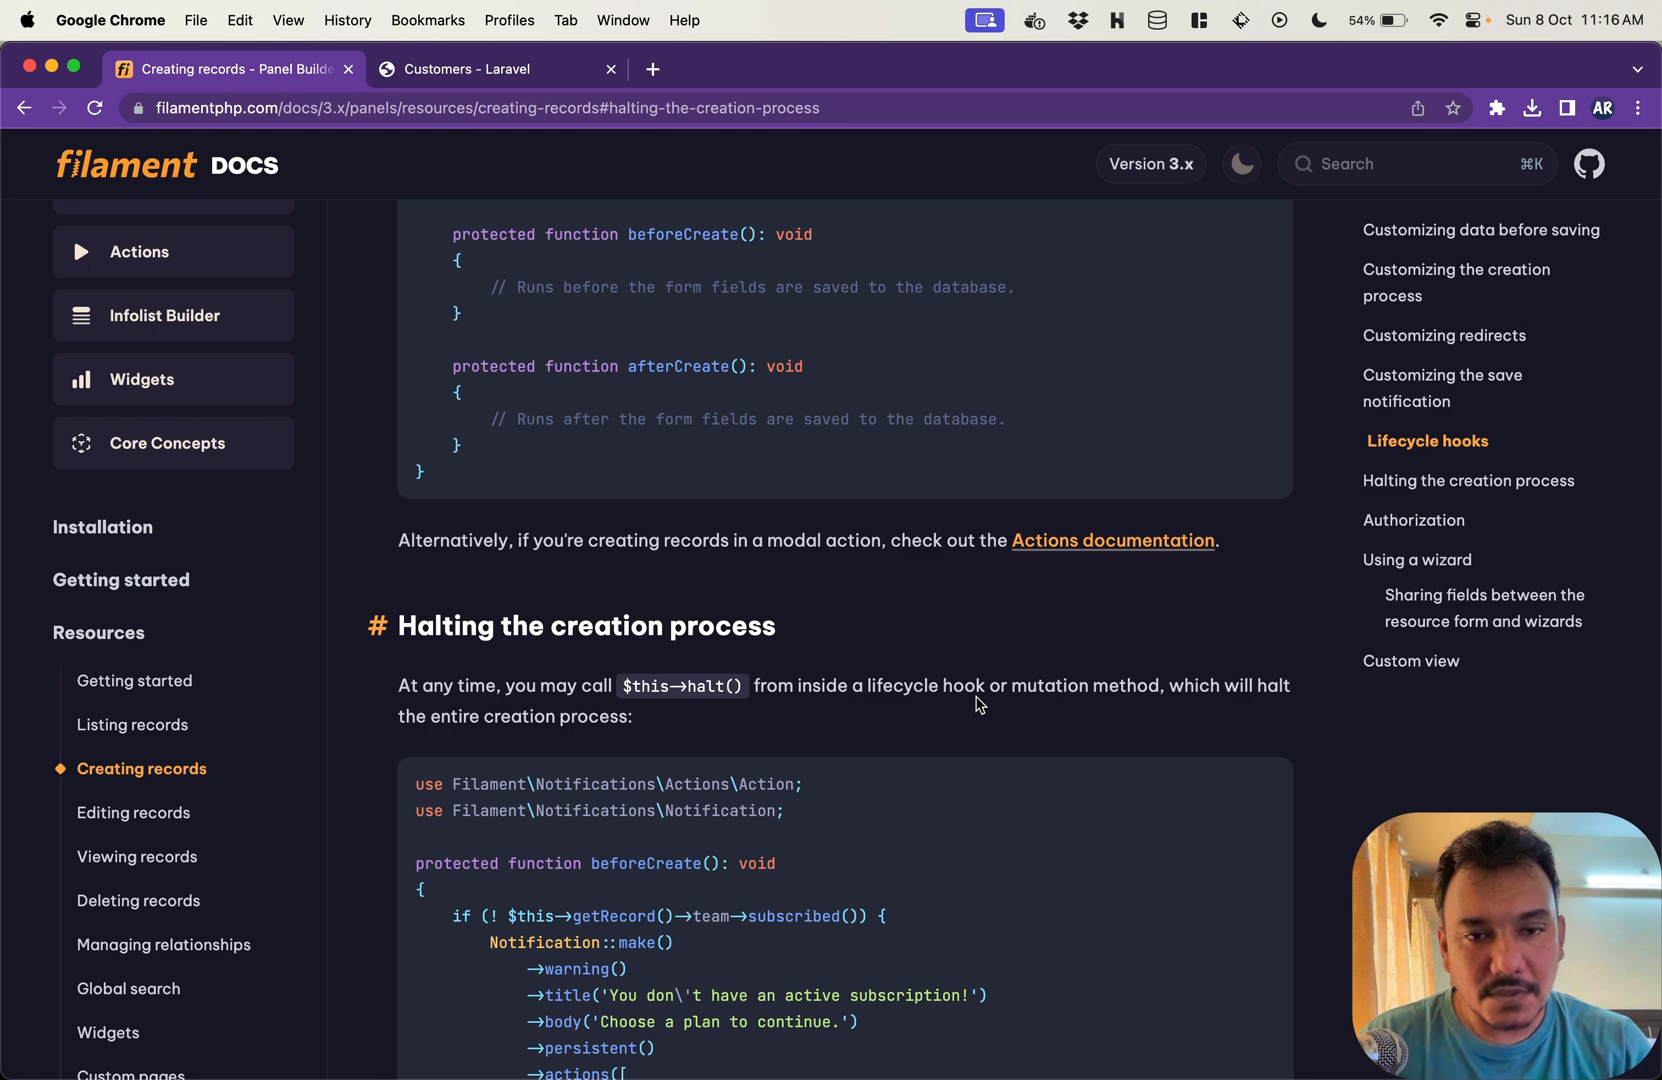 Google Chrome File Edit View History Bookmarks Profiles Tab Window Help 54% Sun 8 Oct 11:16 AM
Creating records - Panel Builde Customers - Laravel
filamentphp.com/docs/3.x/panels/resources/creating-records#halting-the-creation-process AR
filament DOCS Version 3.x Search ⌘K
Actions
Infolist Builder
Widgets
Core Concepts
Installation
Getting started
Resources
Getting started
Listing records
Creating records
Editing records
Viewing records
Deleting records
Managing relationships
Global search
Widgets
Custom pages
protected function beforeCreate(): void
{
// Runs before the form fields are saved to the database.
}
protected function afterCreate(): void
{
// Runs after the form fields are saved to the database.
}
}
Alternatively, if you're creating records in a modal action, check out the Actions documentation.
# Halting the creation process
At any time, you may call $this->halt() from inside a lifecycle hook or mutation method, which will halt
the entire creation process:
use Filament\Notifications\Actions\Action;
use Filament\Notifications\Notification;
protected function beforeCreate(): void
{
if (! $this->getRecord()->team->subscribed()) {
Notification::make()
->warning()
->title('You don\'t have an active subscription!')
->body('Choose a plan to continue.')
->persistent()
->actions([
Customizing data before saving
Customizing the creation
process
Customizing redirects
Customizing the save
notification
Lifecycle hooks
Halting the creation process
Authorization
Using a wizard
Sharing fields between the
resource form and wizards
Custom view